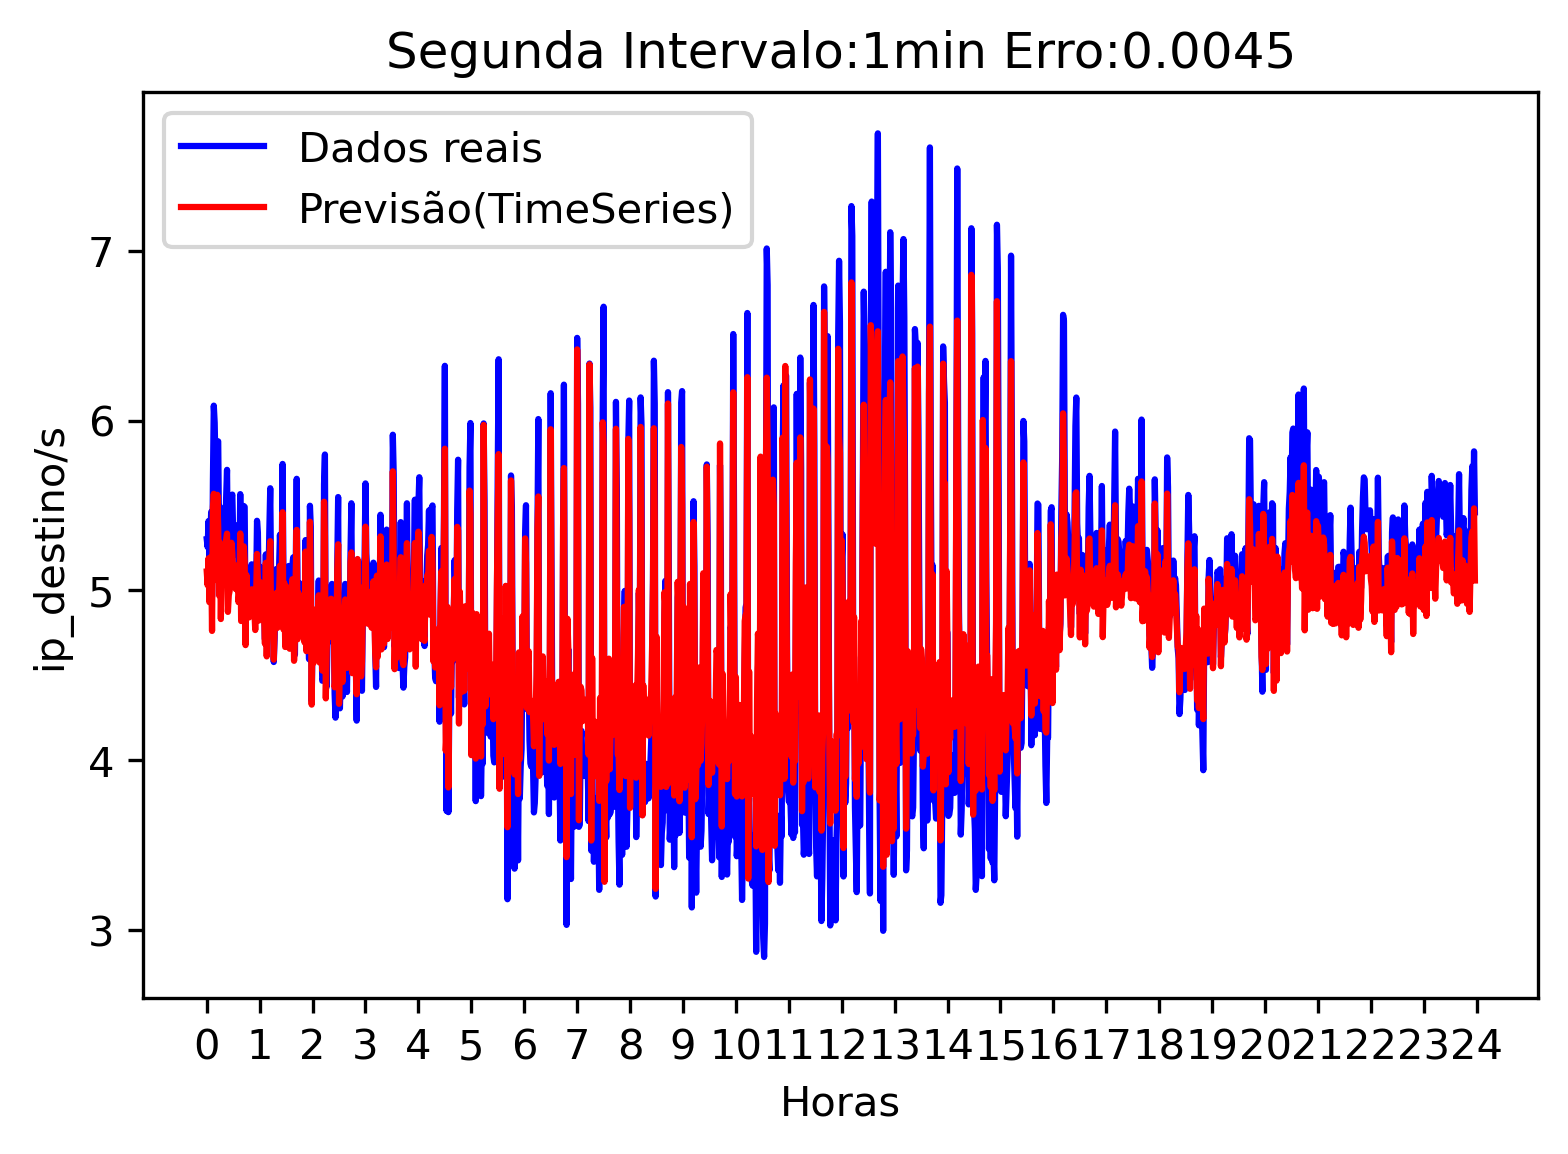 Segunda Intervalo:1min Erro:0.0045
Dados reais
Previsão(TimeSeries)
7
6
5
4
3
ip_destino/s
0 1 2 3 4 5 6 7 8 9 10 11 12 13 14 15 16 17 18 19 20 21 22 23 24
Horas